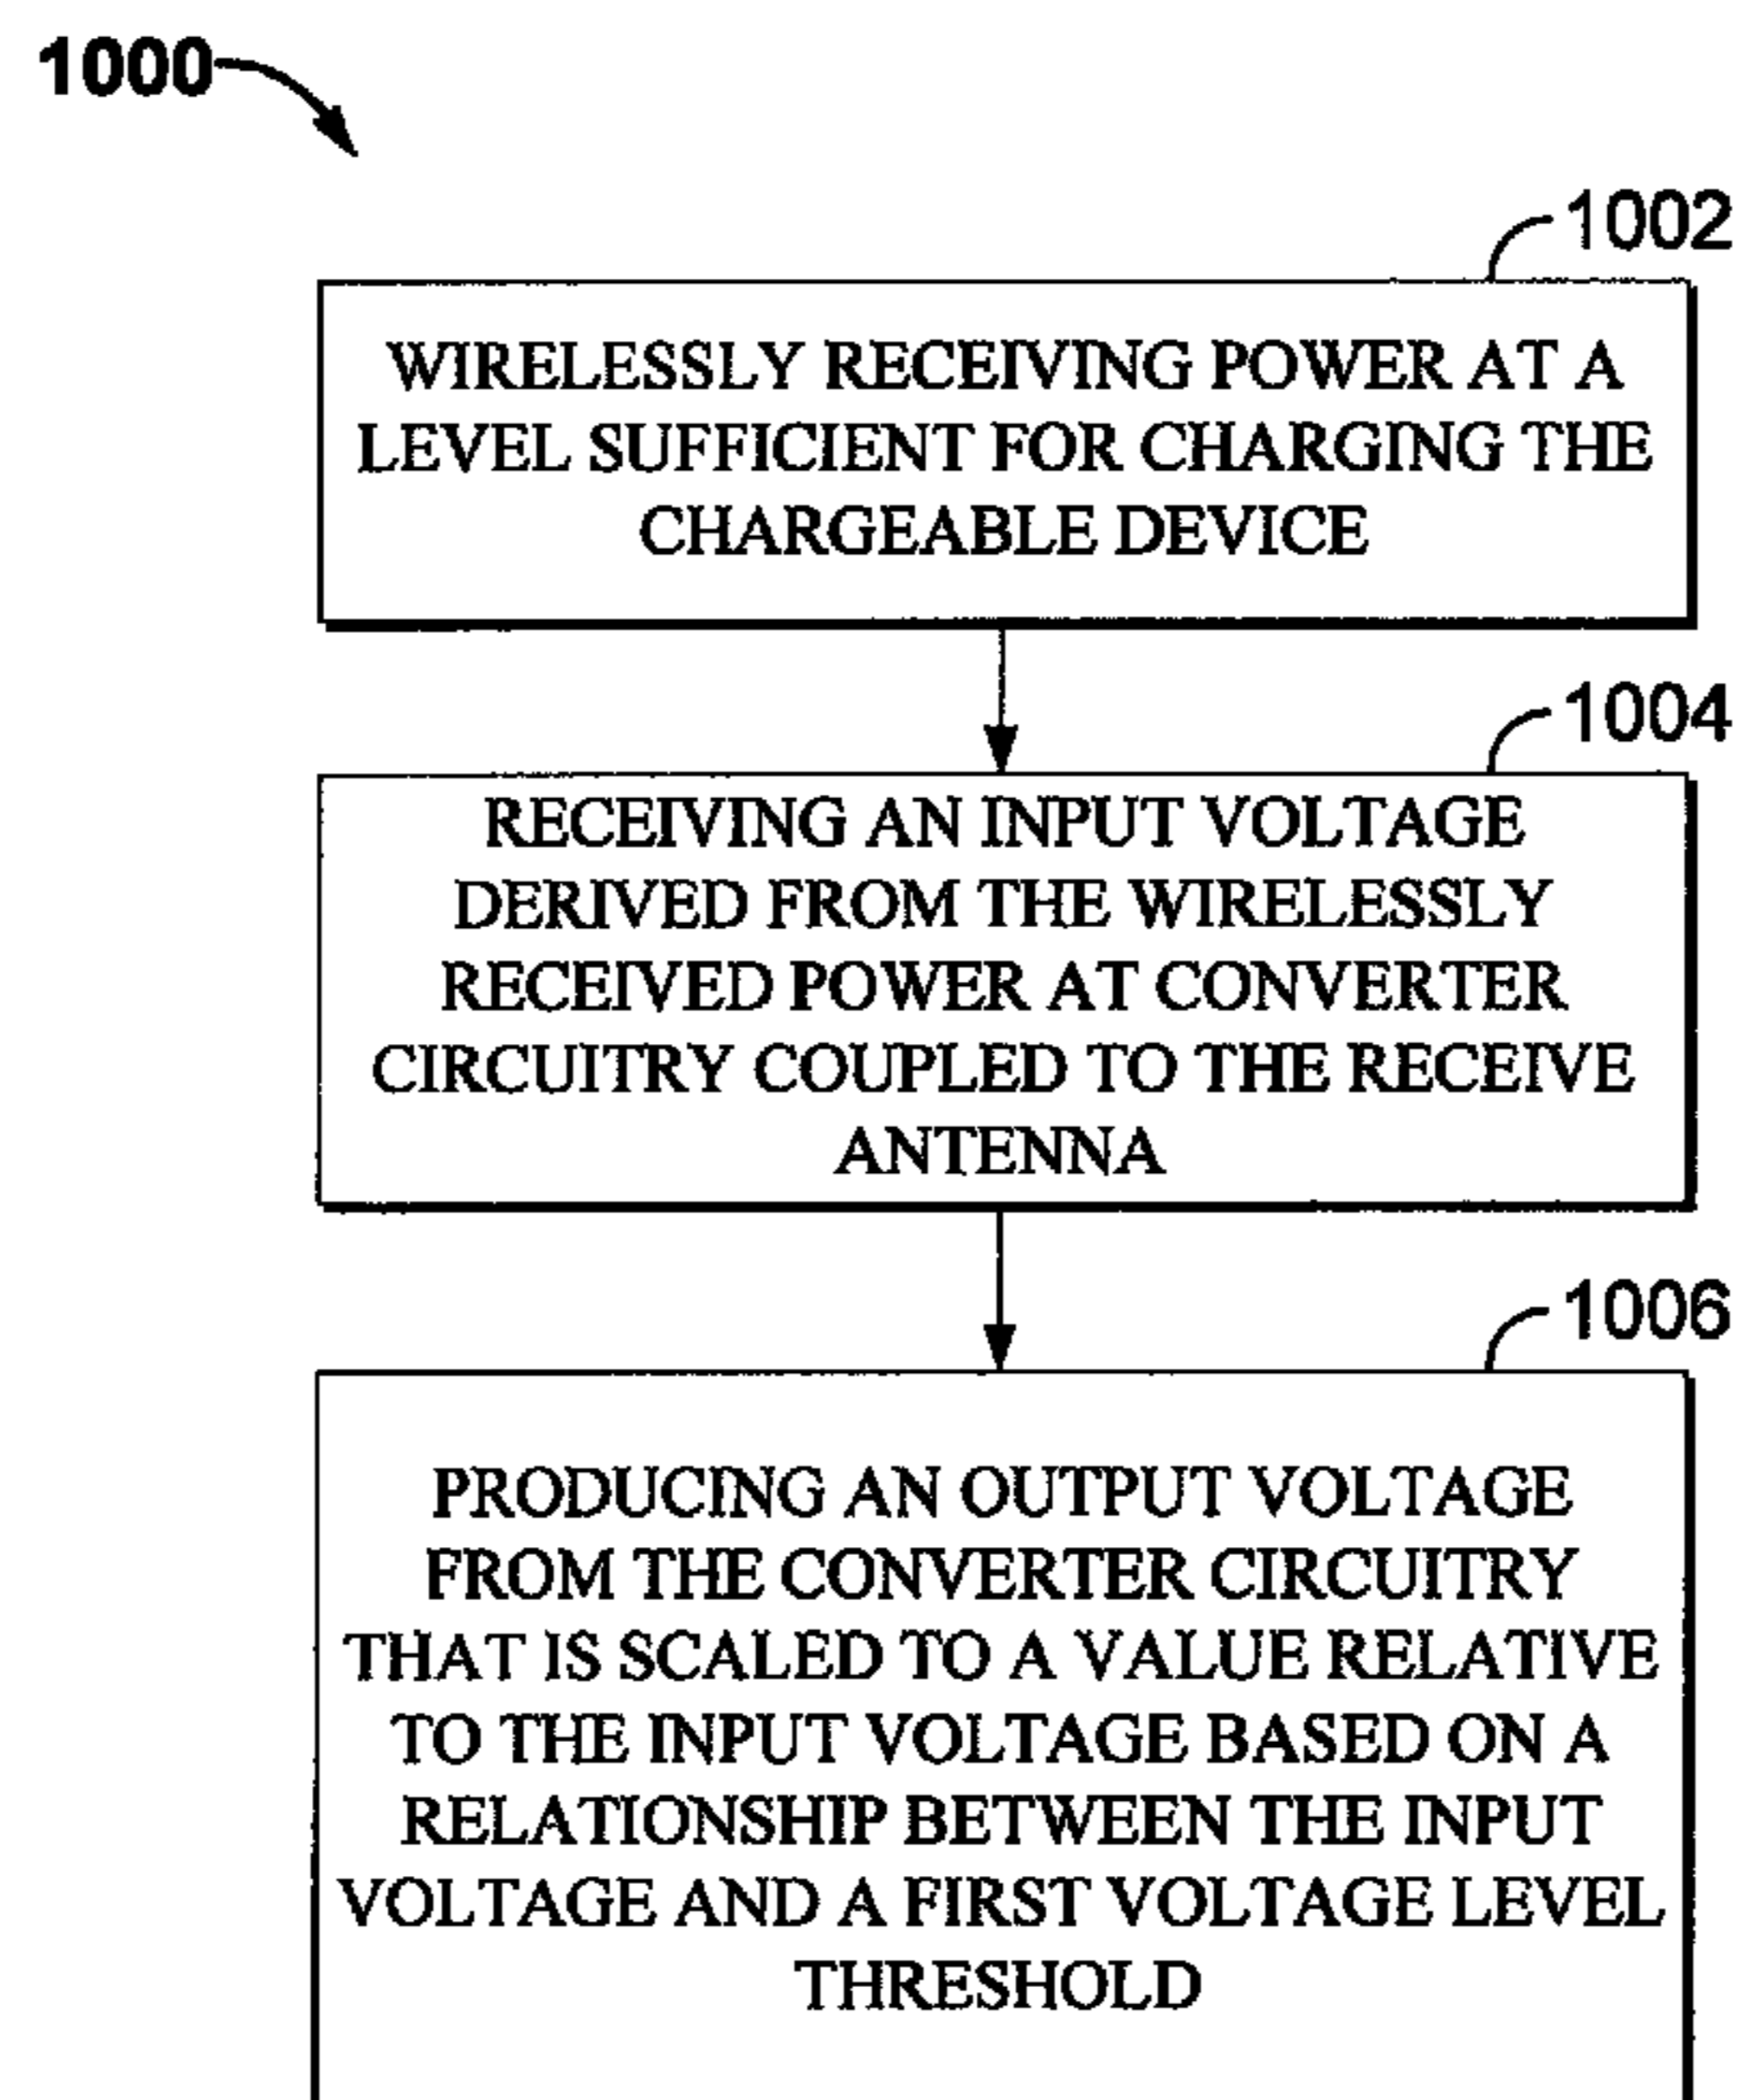 1000
1002
WIRELESSLY RECEIVING POWER AT A
LEVEL SUFFICIENT FOR CHARGING THE
CHARGEABLE DEVICE
1004
RECEIVING AN INPUT VOLTAGE
DERIVED FROM THE WIRELESSLY
RECEIVED POWER AT CONVERTER
CIRCUITRY COUPLED TO THE RECEIVE
ANTENNA
1006
PRODUCING AN OUTPUT VOLTAGE
FROM THE CONVERTER CIRCUITRY
THAT IS SCALED TO A VALUE RELATIVE
TO THE INPUT VOLTAGE BASED ON A
RELATIONSHIP BETWEEN THE INPUT
VOLTAGE AND A FIRST VOLTAGE LEVEL
THRESHOLD